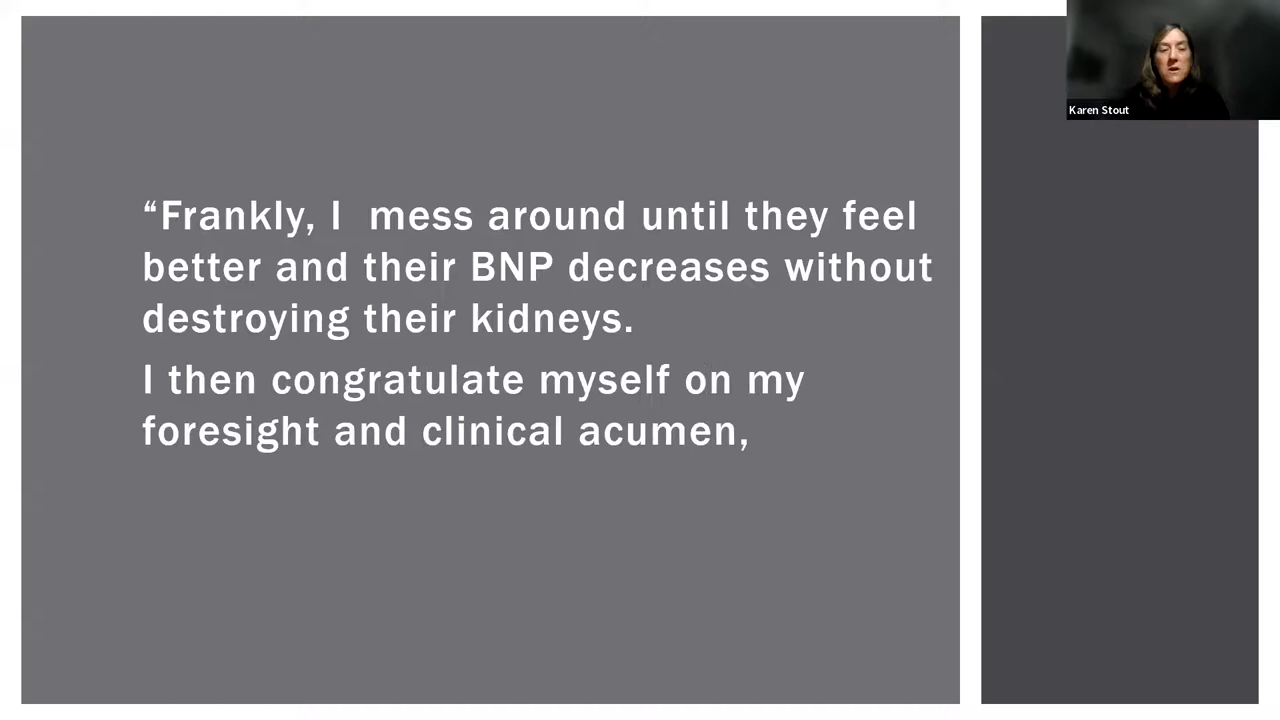 Karen Stout
“Frankly, I  mess around until they feel
better and their BNP decreases without
destroying their kidneys.
I then congratulate myself on my
foresight and clinical acumen,